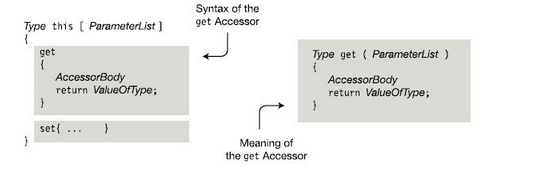 Syntax of the
get Accessor
Type this [ ParameterList ]
{
get
{
AccessorBody
return ValueOfType;
}
set{ ... }
}
Type get ( ParameterList )
{
AccessorBody
return ValueOfType;
}
Meaning of
the get Accessor